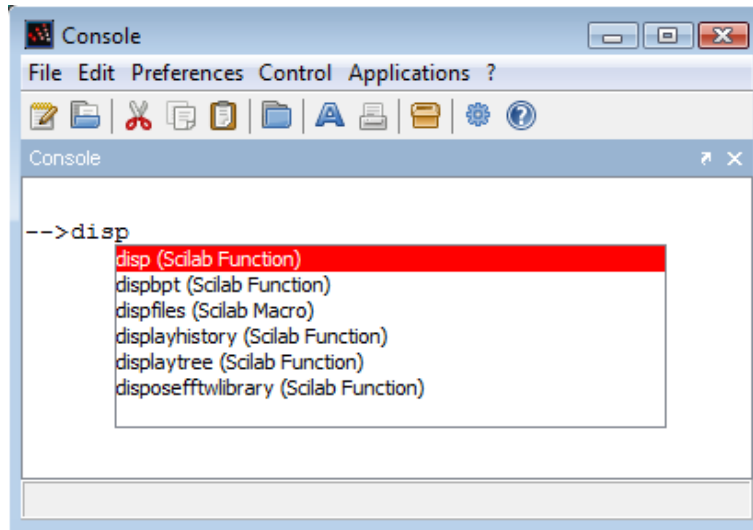 Console
File Edit Preferences Control Applications ?
Console
-->disp
disp (Scilab Function)
dispbpt (Scilab Function)
dispfiles (Scilab Macro)
displayhistory (Scilab Function)
displaytree (Scilab Function)
disposefftwlibrary (Scilab Function)